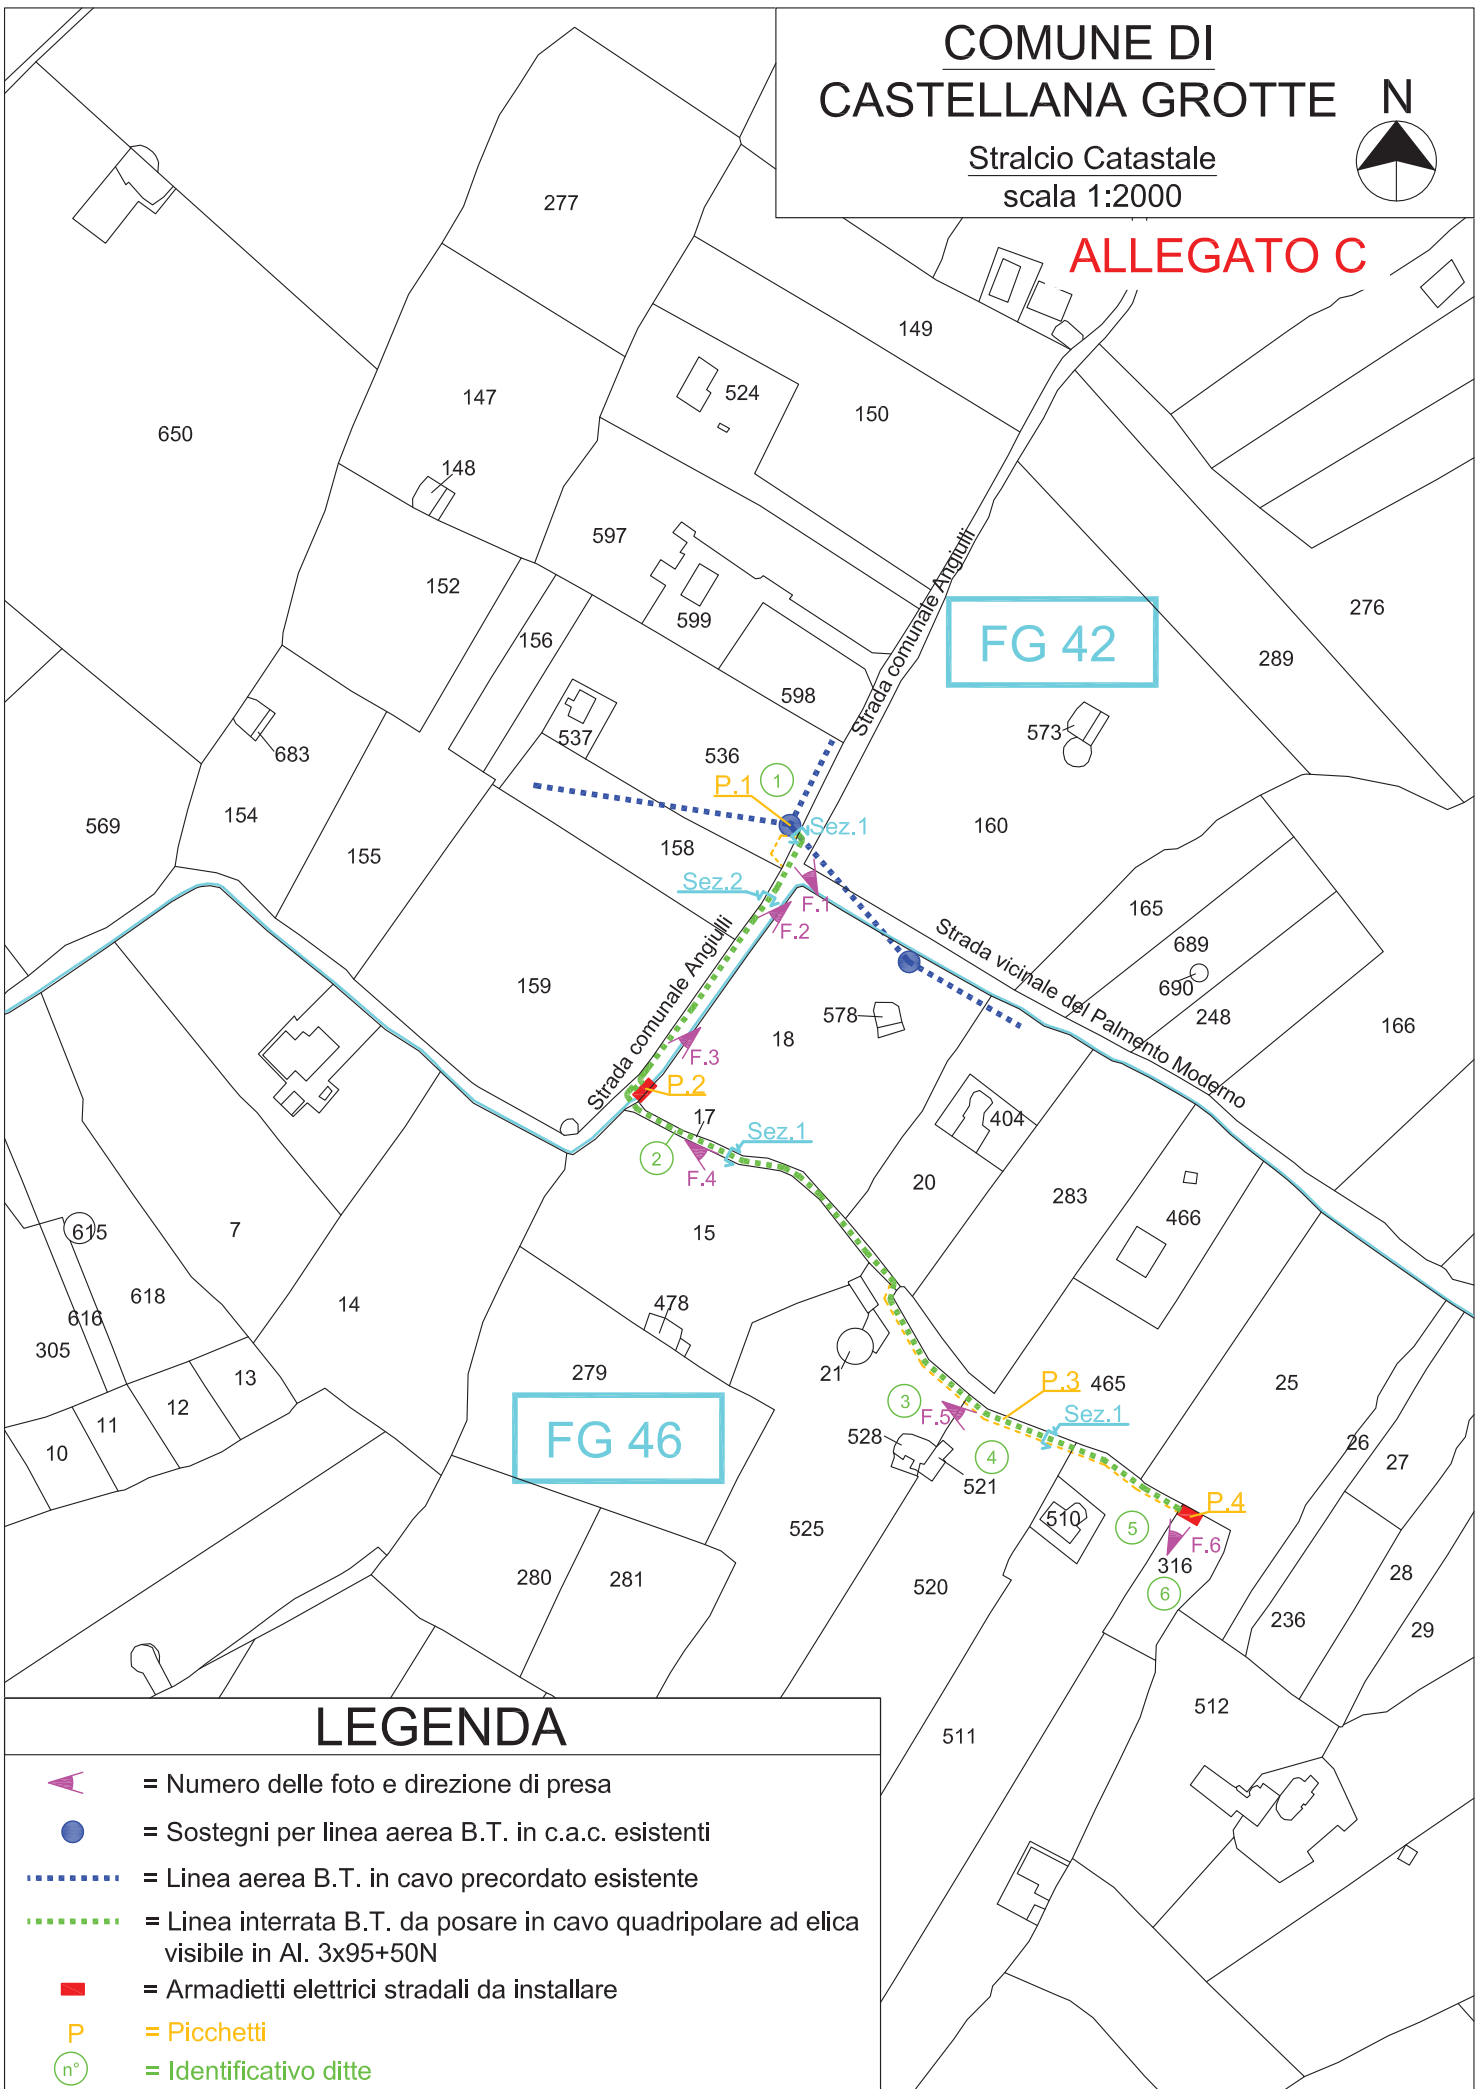 COMUNE DI
CASTELLANA GROTTE
N
Stralcio Catastale
scala 1:2000
ALLEGATO C
277
149
147
524
150
650
148
597
152
276
599
156
FG 42
289
Strada comunale Angiulli
598
537
573
536
683
1
P.1
154
569
Sez.1
160
155
158
Sez.2
F.1
165
F.2
Strada vicinale del Palmento Moderno
689
159
690
578
248
166
18
Strada comunale Angiulli
F.3
P.2
17
404
Sez.1
2
F.4
20
283
466
615
7
15
618
14
478
616
305
21
279
13
P.3
465
25
3
12
F.5
Sez.1
11
528
FG 46
26
10
4
27
521
P.4
510
525
5
F.6
316
280
281
520
6
28
236
29
512
511
LEGENDA
= Numero delle foto e direzione di presa
= Sostegni per linea aerea B.T. in c.a.c. esistenti
= Linea aerea B.T. in cavo precordato esistente
= Linea interrata B.T. da posare in cavo quadripolare ad elica
visibile in Al. 3x95+50N
= Armadietti elettrici stradali da installare
P = Picchetti
n° = Identificativo ditte